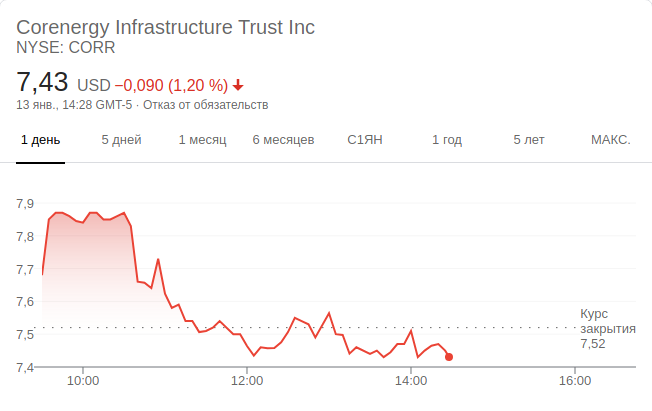 Corenergy Infrastructure Trust Inc
NYSE: CORR
7,43 USD −0,090 (1,20 %)
13 янв., 14:28 GMT-5 · Отказ от обязательств
1 день 5 дней 1 месяц 6 месяцев С1ЯН 1 год 5 лет МАКС.
7,9
7,8
7,7
7,6
7,5
7,4
Курс
закрытия
7,52
10:00 12:00 14:00 16:00